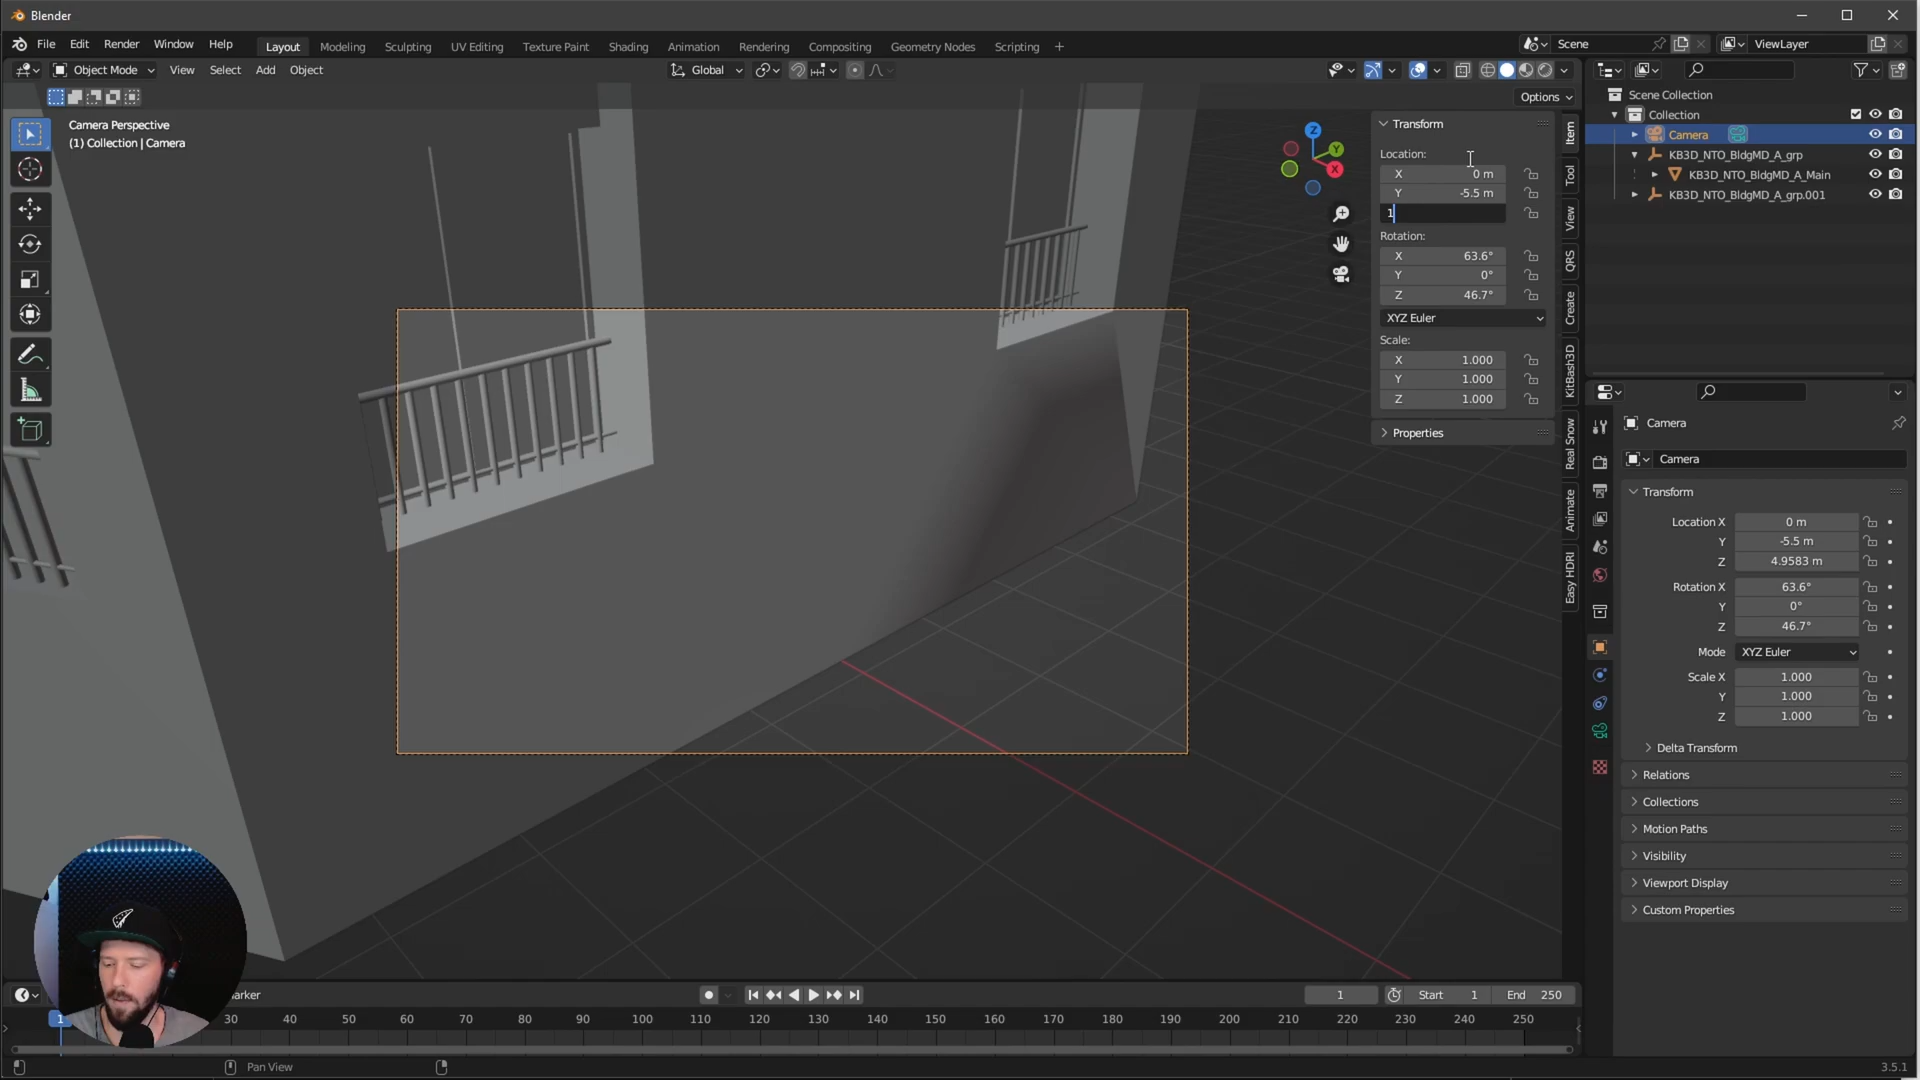 Blender
File Edit Render Window Help
Layout Modeling Sculpting UV Editing Texture Paint Shading Animation Rendering Compositing Geometry Nodes Scripting +
Scene
ViewLayer
Object Mode View Select Add Object
Global
Options
Camera Perspective
(1) Collection | Camera
Z
Y
X
Transform
Location:
X 0 m
Y -5.5 m
1
Rotation:
X 63.6°
Y 0°
Z 46.7°
XYZ Euler
Scale:
X 1.000
Y 1.000
Z 1.000
Properties
Item
Tool
View
QRS
Create
KitBash3D
Real Snow
Animate
Easy HDRI
Scene Collection
Collection
Camera
KB3D_NTO_BldgMD_A_grp
KB3D_NTO_BldgMD_A_Main
KB3D_NTO_BldgMD_A_grp.001
Camera
Camera
Transform
Location X 0 m
Y -5.5 m
Z 4.9583 m
Rotation X 63.6°
Y 0°
Z 46.7°
Mode XYZ Euler
Scale X 1.000
Y 1.000
Z 1.000
Delta Transform
Relations
Collections
Motion Paths
Visibility
Viewport Display
Custom Properties
arker
1
Start 1
End 250
1 30 40 50 60 70 80 90 100 110 120 130 140 150 160 170 180 190 200 210 220 230 240 250
Pan View
3.5.1